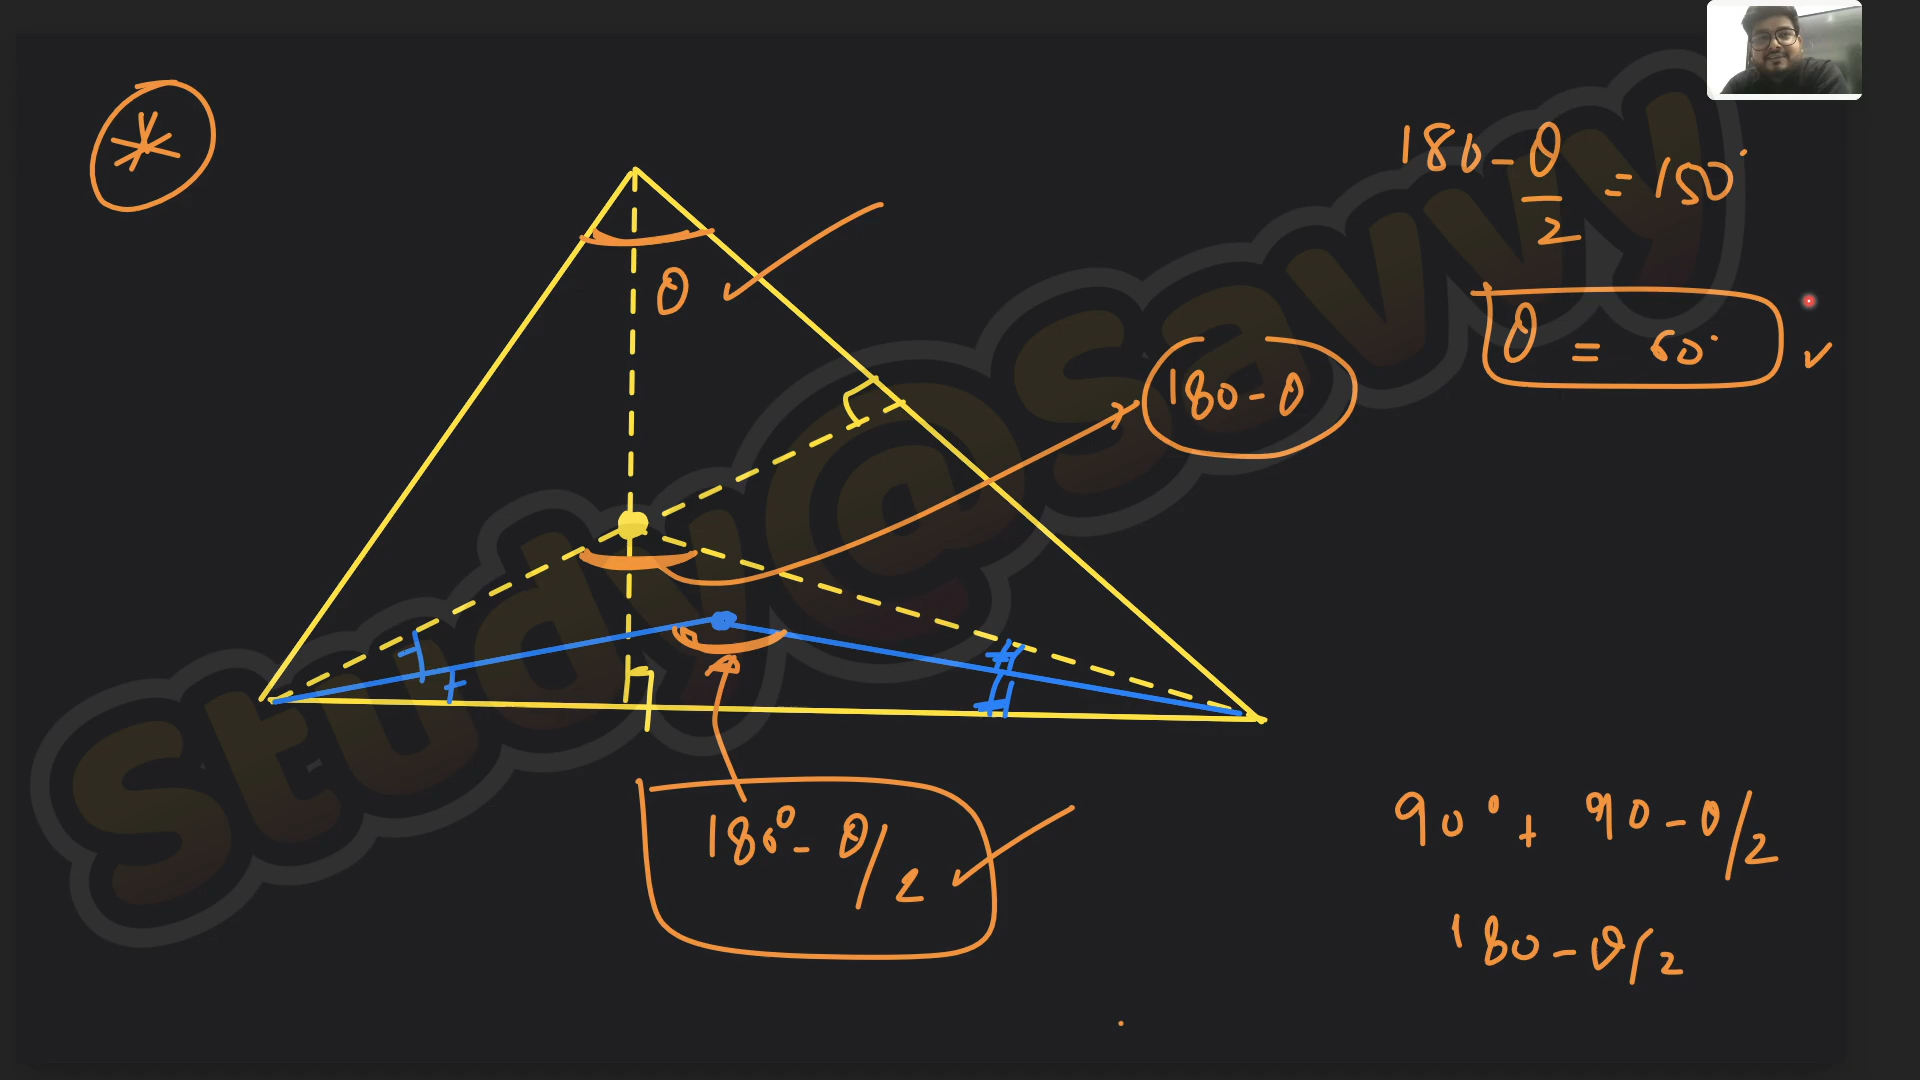 *
180 - θ/2 = 150°
θ
θ = 60°
180 - θ
study@savvy
180° - θ/2
90° + 90 - θ/2
180 - θ/2